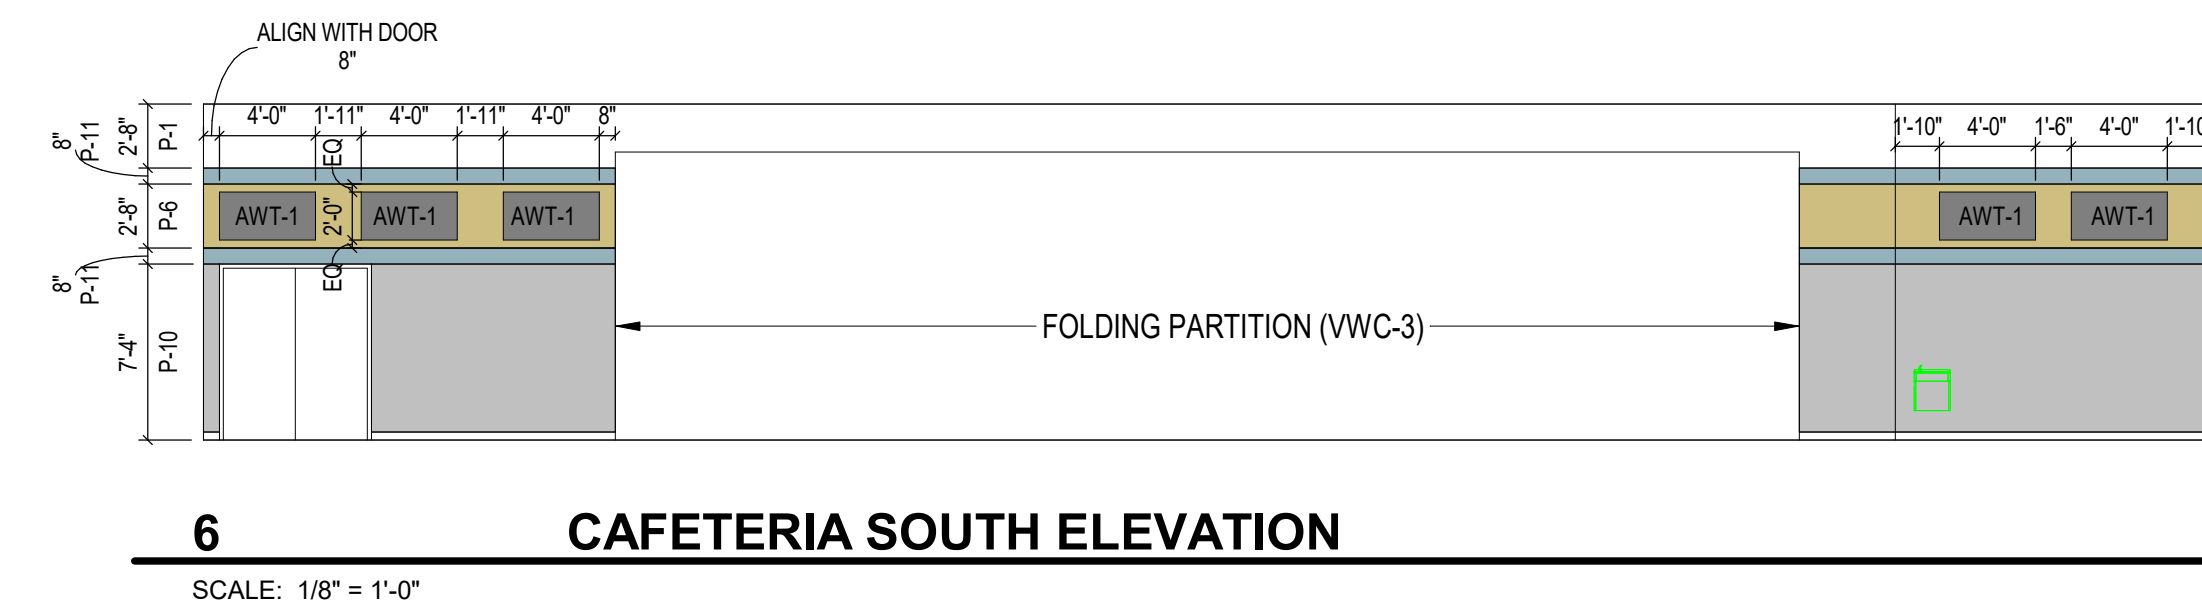 ALIGN WITH DOOR
8"
4'-0" 1'-11" 4'-0" 1'-11" 4'-0" 8"
1'-10" 4'-0" 1'-6" 4'-0"
8"
P-11
2'-8"
P-1
EQ
2'-8"
P-6
AWT-1
2'-0"
AWT-1
AWT-1
AWT-1
AWT-1
EQ
8"
P-11
7'-4"
P-10
FOLDING PARTITION (VWC-3)
6 CAFETERIA SOUTH ELEVATION
SCALE: 1/8" = 1'-0"